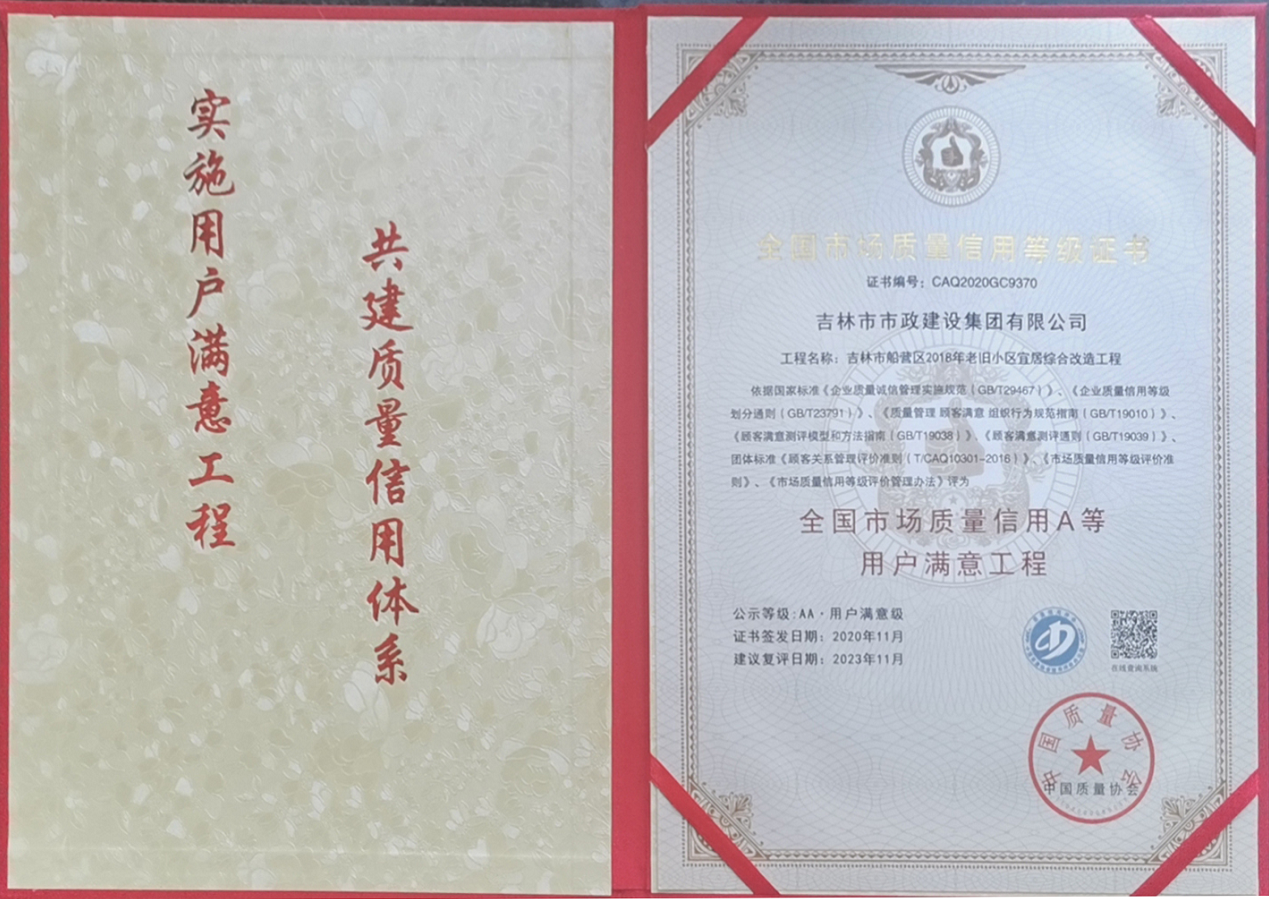 实施用户满意工程
共建质量信用体系
全国市场质量信用等级证书
证书编号：CAQ2020GC9370
吉林市市政建设集团有限公司
工程名称：吉林市船营区2018年老旧小区宜居综合改造工程
依据国家标准《企业质量诚信管理实施规范（GB/T29467）》、《企业质量信用等级
划分通则（GB/T23791）》、《质量管理 顾客满意 组织行为规范指南（GB/T19010）》、
《顾客满意测评模型和方法指南（GB/T19038）》、《顾客满意测评通则（GB/T19039）》、
团体标准《顾客关系管理评价准则（T/CAQ10301-2016）》、《市场质量信用等级评价准
则》、《市场质量信用等级评价管理办法》评为
全国市场质量信用A等
用户满意工程
公示等级:AA·用户满意级
证书签发日期：2020年11月
建议复评日期：2023年11月
在线查询系统
中国质量协会
中国质量协会